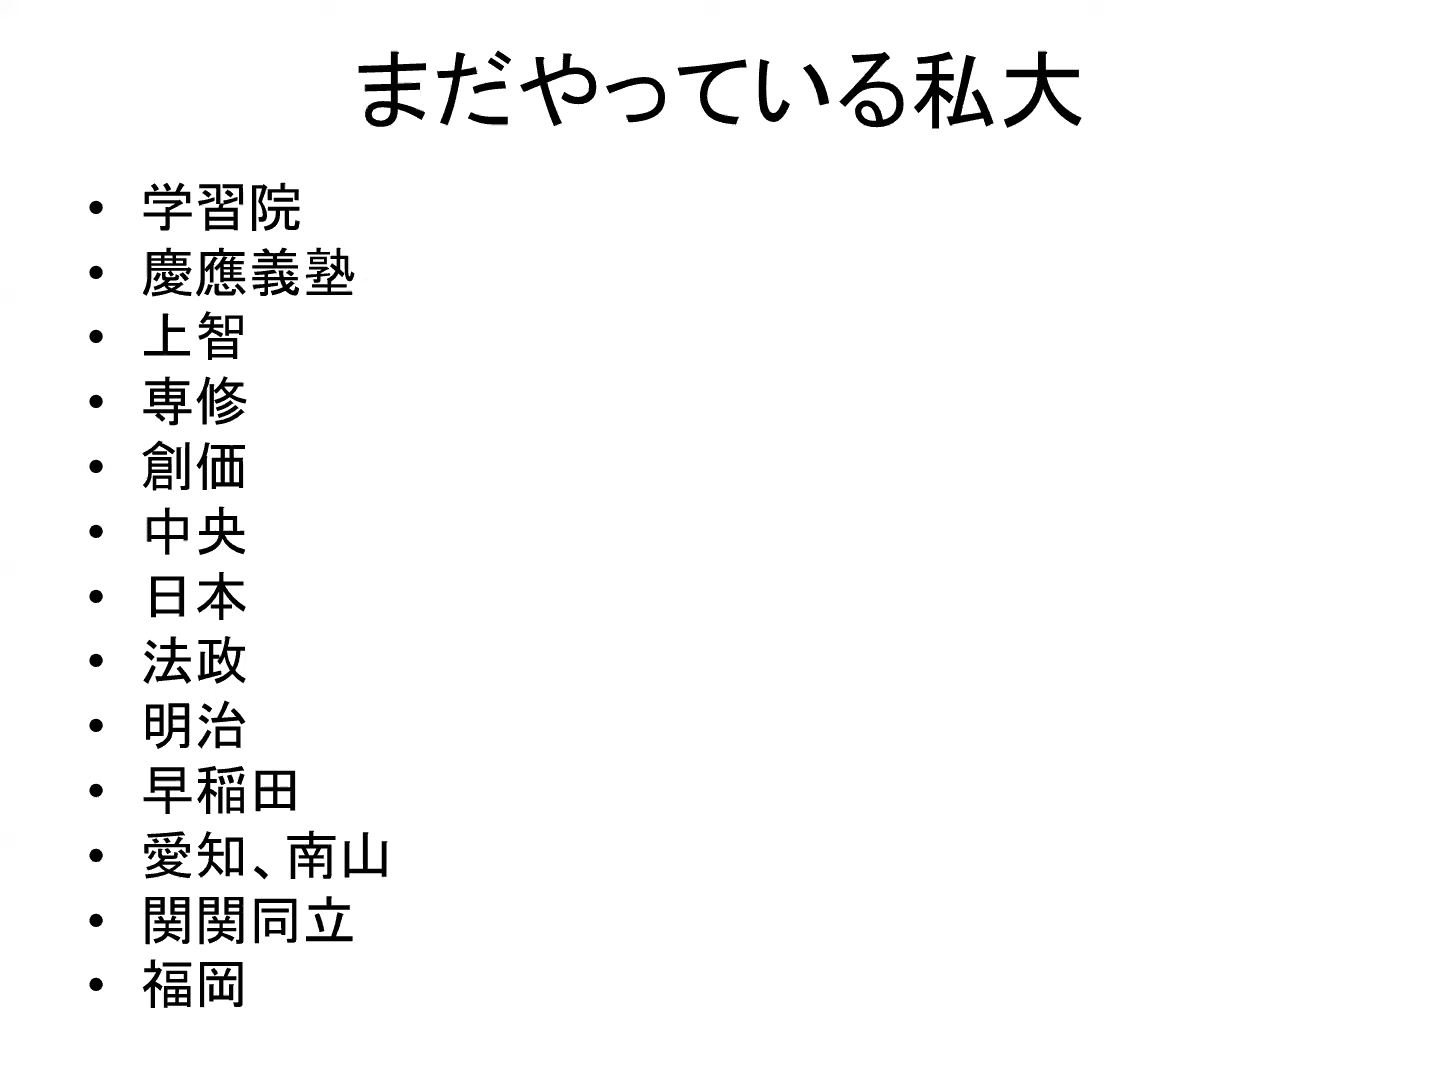 まだやっている私大
• 学習院
• 慶應義塾
• 上智
• 専修
• 創価
• 中央
• 日本
• 法政
• 明治
• 早稲田
• 愛知、南山
• 関関同立
• 福岡